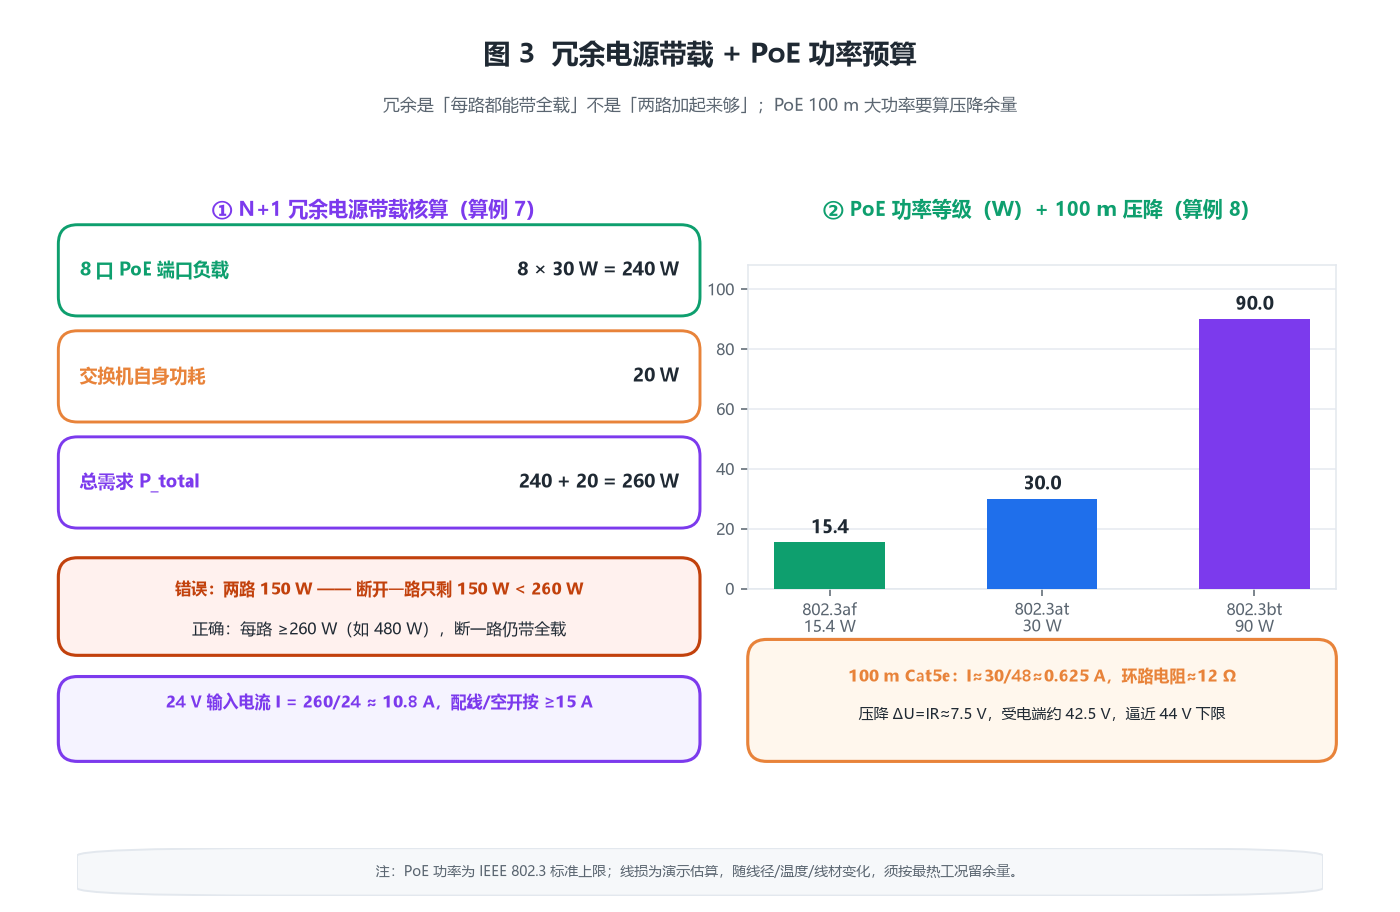 图 3 冗余电源带载 + PoE 功率预算
冗余是「每路都能带全载」不是「两路加起来够」；PoE 100 m 大功率要算压降余量
① N+1 冗余电源带载核算（算例 7）
8 口 PoE 端口负载 8 × 30 W = 240 W
交换机自身功耗 20 W
总需求 P_total 240 + 20 = 260 W
错误：两路 150 W —— 断开一路只剩 150 W < 260 W
正确：每路 ≥260 W（如 480 W），断一路仍带全载
24 V 输入电流 I = 260/24 ≈ 10.8 A，配线/空开按 ≥15 A
② PoE 功率等级（W）+ 100 m 压降（算例 8）
100
80
60
40
20
0
15.4
30.0
90.0
802.3af
15.4 W
802.3at
30 W
802.3bt
90 W
100 m Cat5e：I≈30/48≈0.625 A，环路电阻≈12 Ω
压降 ΔU=IR≈7.5 V，受电端约 42.5 V，逼近 44 V 下限
注：PoE 功率为 IEEE 802.3 标准上限；线损为演示估算，随线径/温度/线材变化，须按最热工况留余量。